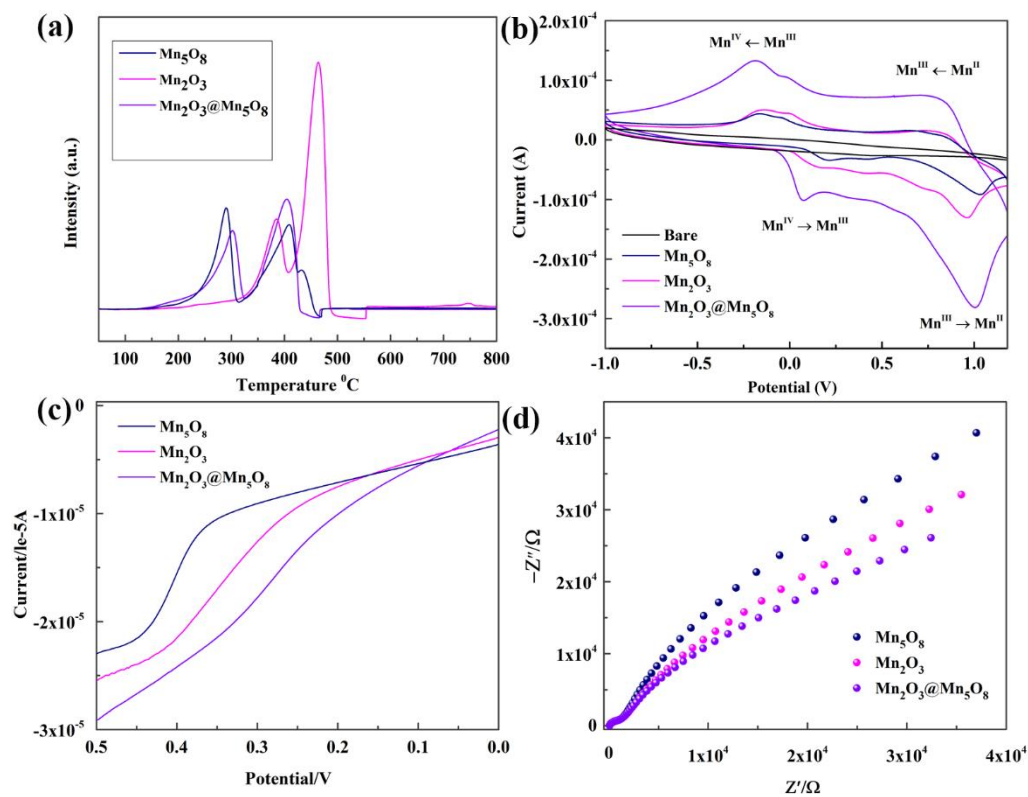 (a)
Mn₅O₈
Mn₂O₃
Mn₂O₃@Mn₅O₈
Intensity (a.u.)
100 200 300 400 500 600 700 800
Temperature ⁰C
(b)
2.0x10⁻⁴
1.0x10⁻⁴
0.0
-1.0x10⁻⁴
-2.0x10⁻⁴
-3.0x10⁻⁴
Current (A)
Mnᴵⱽ ← Mnᴵᴵᴵ
Mnᴵᴵᴵ ← Mnᴵᴵ
Mnᴵⱽ → Mnᴵᴵᴵ
Mnᴵᴵᴵ → Mnᴵᴵ
Bare
Mn₅O₈
Mn₂O₃
Mn₂O₃@Mn₅O₈
-1.0 -0.5 0.0 0.5 1.0
Potential (V)
(c)
0
-1x10⁻⁵
-2x10⁻⁵
-3x10⁻⁵
Current/le-5A
Mn₅O₈
Mn₂O₃
Mn₂O₃@Mn₅O₈
0.5 0.4 0.3 0.2 0.1 0.0
Potential/V
(d)
4x10⁴
3x10⁴
2x10⁴
1x10⁴
0
−Z''/Ω
Mn₅O₈
Mn₂O₃
Mn₂O₃@Mn₅O₈
0 1x10⁴ 2x10⁴ 3x10⁴ 4x10⁴
Z'/Ω